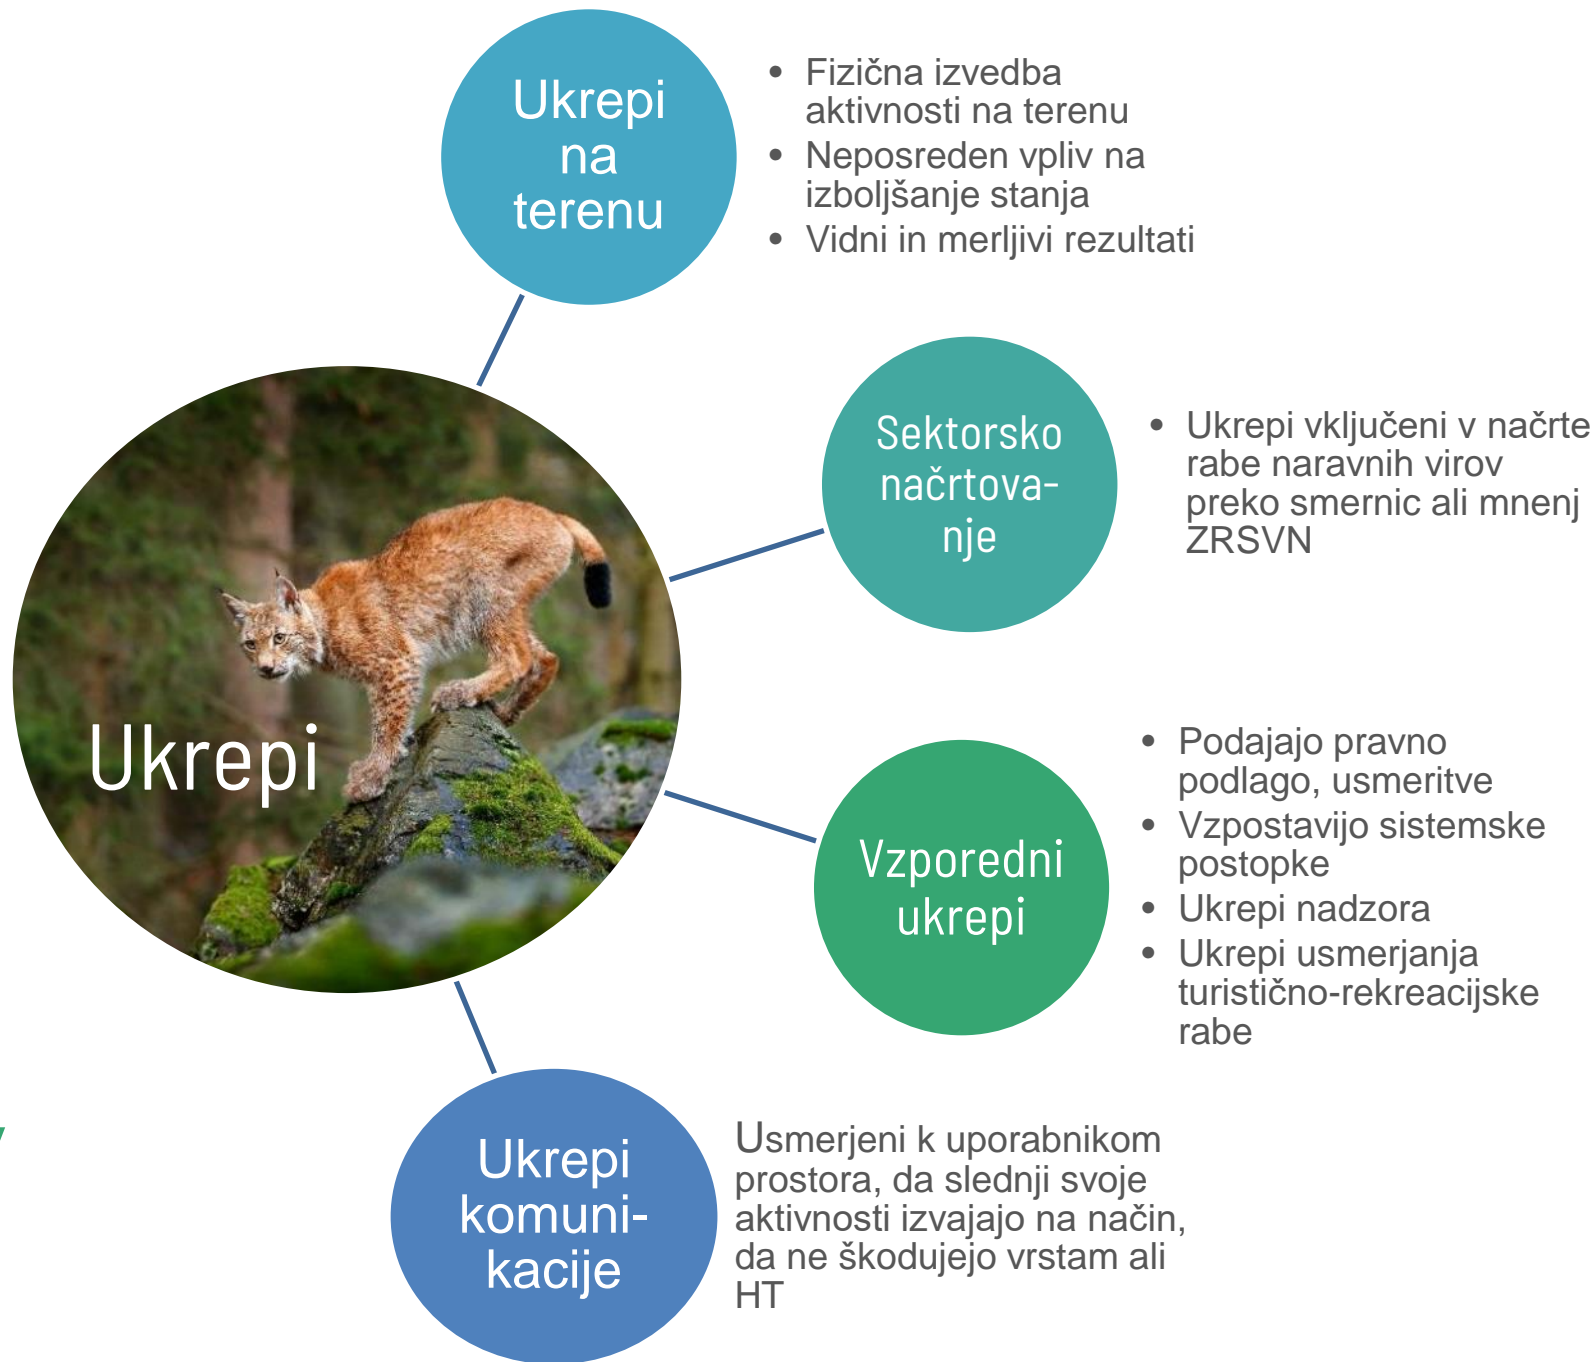 Ukrepi
na
terenu
• Fizična izvedba
aktivnosti na terenu
• Neposreden vpliv na
izboljšanje stanja
• Vidni in merljivi rezultati
Sektorsko
načrtova-
nje
• Ukrepi vključeni v načrte
rabe naravnih virov
preko smernic ali mnenj
ZRSVN
Ukrepi
Vzporedni
ukrepi
• Podajajo pravno
podlago, usmeritve
• Vzpostavijo sistemske
postopke
• Ukrepi nadzora
• Ukrepi usmerjanja
turistično-rekreacijske
rabe
Ukrepi
komuni-
kacije
Usmerjeni k uporabnikom
prostora, da slednji svoje
aktivnosti izvajajo na način,
da ne škodujejo vrstam ali
HT